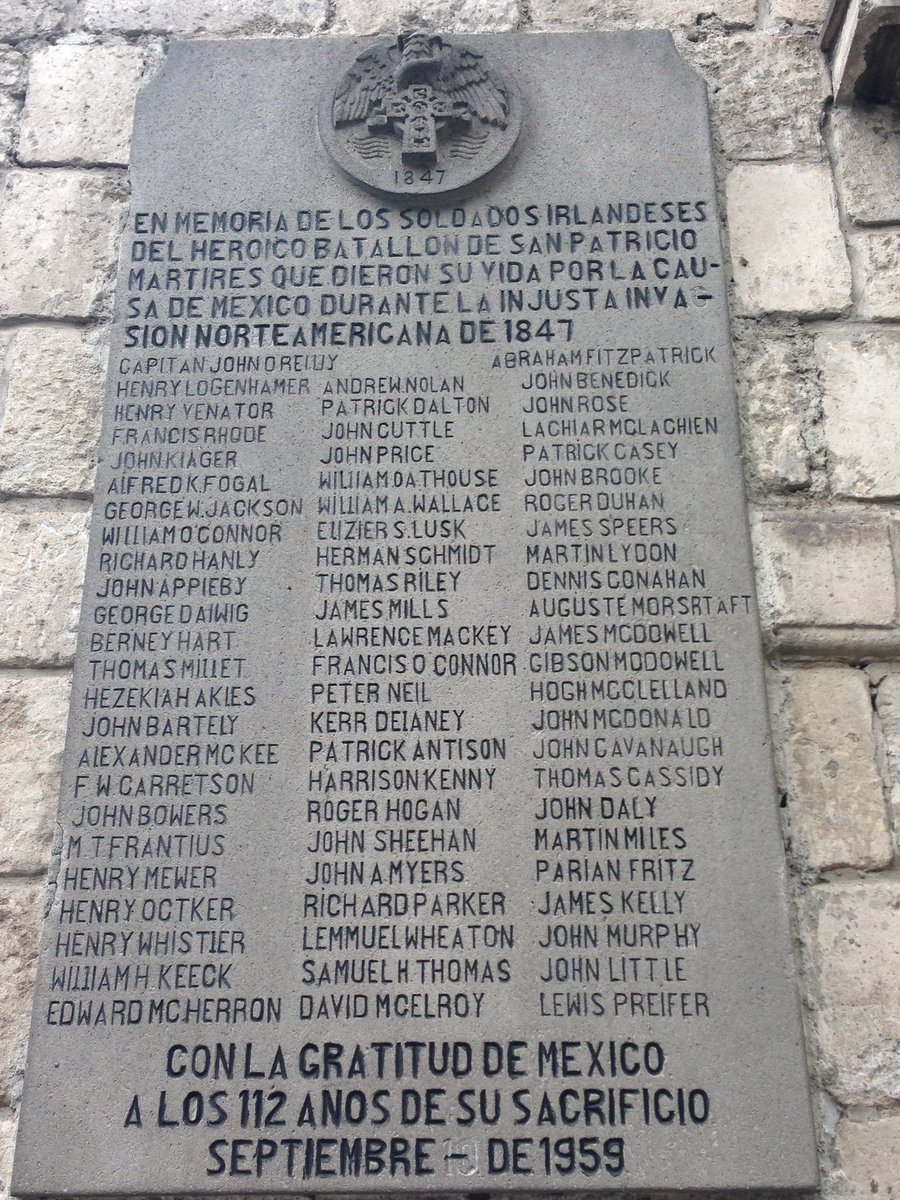 1847
EN MEMORIA DE LOS SOLDADOS IRLANDESES
DEL HEROICO BATALLON DE SAN PATRICIO
MARTIRES QUE DIERON SU VIDA POR LA CAU-
SA DE MEXICO DURANTE LA INJUSTA INVA-
SION NORTEAMERICANA DE 1847
CAPITAN JOHN OREILLY ABRAHAM FITZPATRICK
HENRY LOGENHAMER ANDREW NOLAN JOHN BENEDICK
HENRY VENATOR PATRICK DALTON JOHN ROSE
FRANCIS RHODE JOHN CUTTLE LACHIAR MCLACHIEN
JOHN KIAGER JOHN PRICE PATRICK CASEY
ALFRED K. FOGAL WILLIAM OATHOUSE JOHN BROOKE
GEORGE W. JACKSON WILLIAM A. WALLACE ROGER DUHAN
WILLIAM O'CONNOR ELIZIER S. LUSK JAMES SPEERS
RICHARD HANLY HERMAN SCHMIDT MARTIN LYDON
JOHN APPIEBY THOMAS RILEY DENNIS CONAHAN
GEORGE DAIWIG JAMES MILLS AUGUSTE MORSRTAFT
BERNEY HART LAWRENCE MACKEY JAMES MCDOWELL
THOMAS MILLET FRANCIS O CONNOR GIBSON MCDOWELL
HEZEKIAH AKIES PETER NEIL HOGH MCCLELLAND
JOHN BARTELY KERR DEIANEY JOHN MCDONALD
ALEXANDER MCKEE PATRICK ANTISON JOHN CAVANAUGH
F W CARRETSON HARRISON KENNY THOMAS CASSIDY
JOHN BOWERS ROGER HOGAN JOHN DALY
M.T. FRANTIUS JOHN SHEEHAN MARTIN MILES
HENRY MEWER JOHN A MYERS PARIAN FRITZ
HENRY OCTKER RICHARD PARKER JAMES KELLY
HENRY WHISTIER LEMMUEL WHEATON JOHN MURPHY
WILLIAM H. KEECK SAMUEL H THOMAS JOHN LITTLE
EDWARD MCHERRON DAVID MCELROY LEWIS PREIFER
CON LA GRATITUD DE MEXICO
A LOS 112 ANOS DE SU SACRIFICIO
SEPTIEMBRE - DE 1959